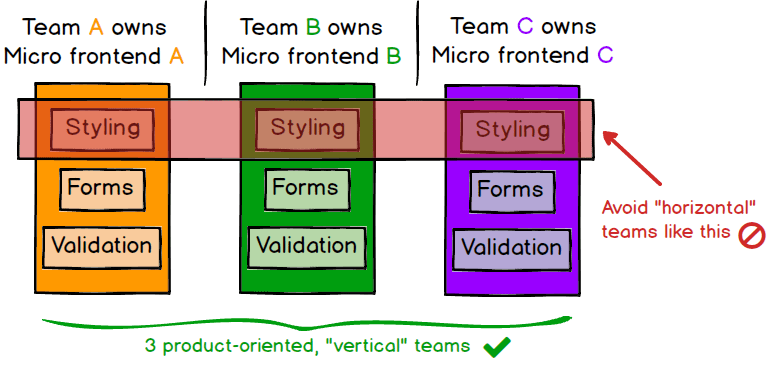 Team A owns
Micro frontend A
Team B owns
Micro frontend B
Team C owns
Micro frontend C
Styling
Styling
Styling
Forms
Forms
Forms
Validation
Validation
Validation
Avoid "horizontal"
teams like this
3 product-oriented, "vertical" teams